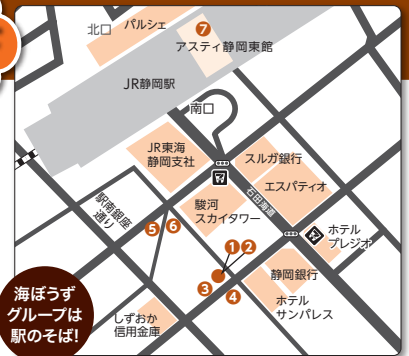 北口
パルシェ
7
アスティ静岡東館
JR静岡駅
南口
JR東海
静岡支社
スルガ銀行
エスパティオ
石田街道
駿河
スカイタワー
駅南銀座
通り
5
6
1
2
ホテル
プレジオ
3
4
静岡銀行
ホテル
サンパレス
しずおか
信用金庫
海ぼうず
グループは
駅のそば!